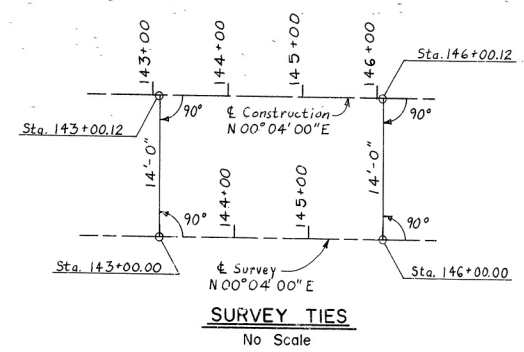 143+00
144+00
145+00
146+00
Sta. 146+00.12
Sta. 143+00.12
90°
℄ Construction
N 00°04'00"E
90°
14'-0"
14'-0"
90°
144+00
145+00
90°
Sta. 143+00.00
℄ Survey
N 00°04'00"E
Sta. 146+00.00
SURVEY TIES
No Scale